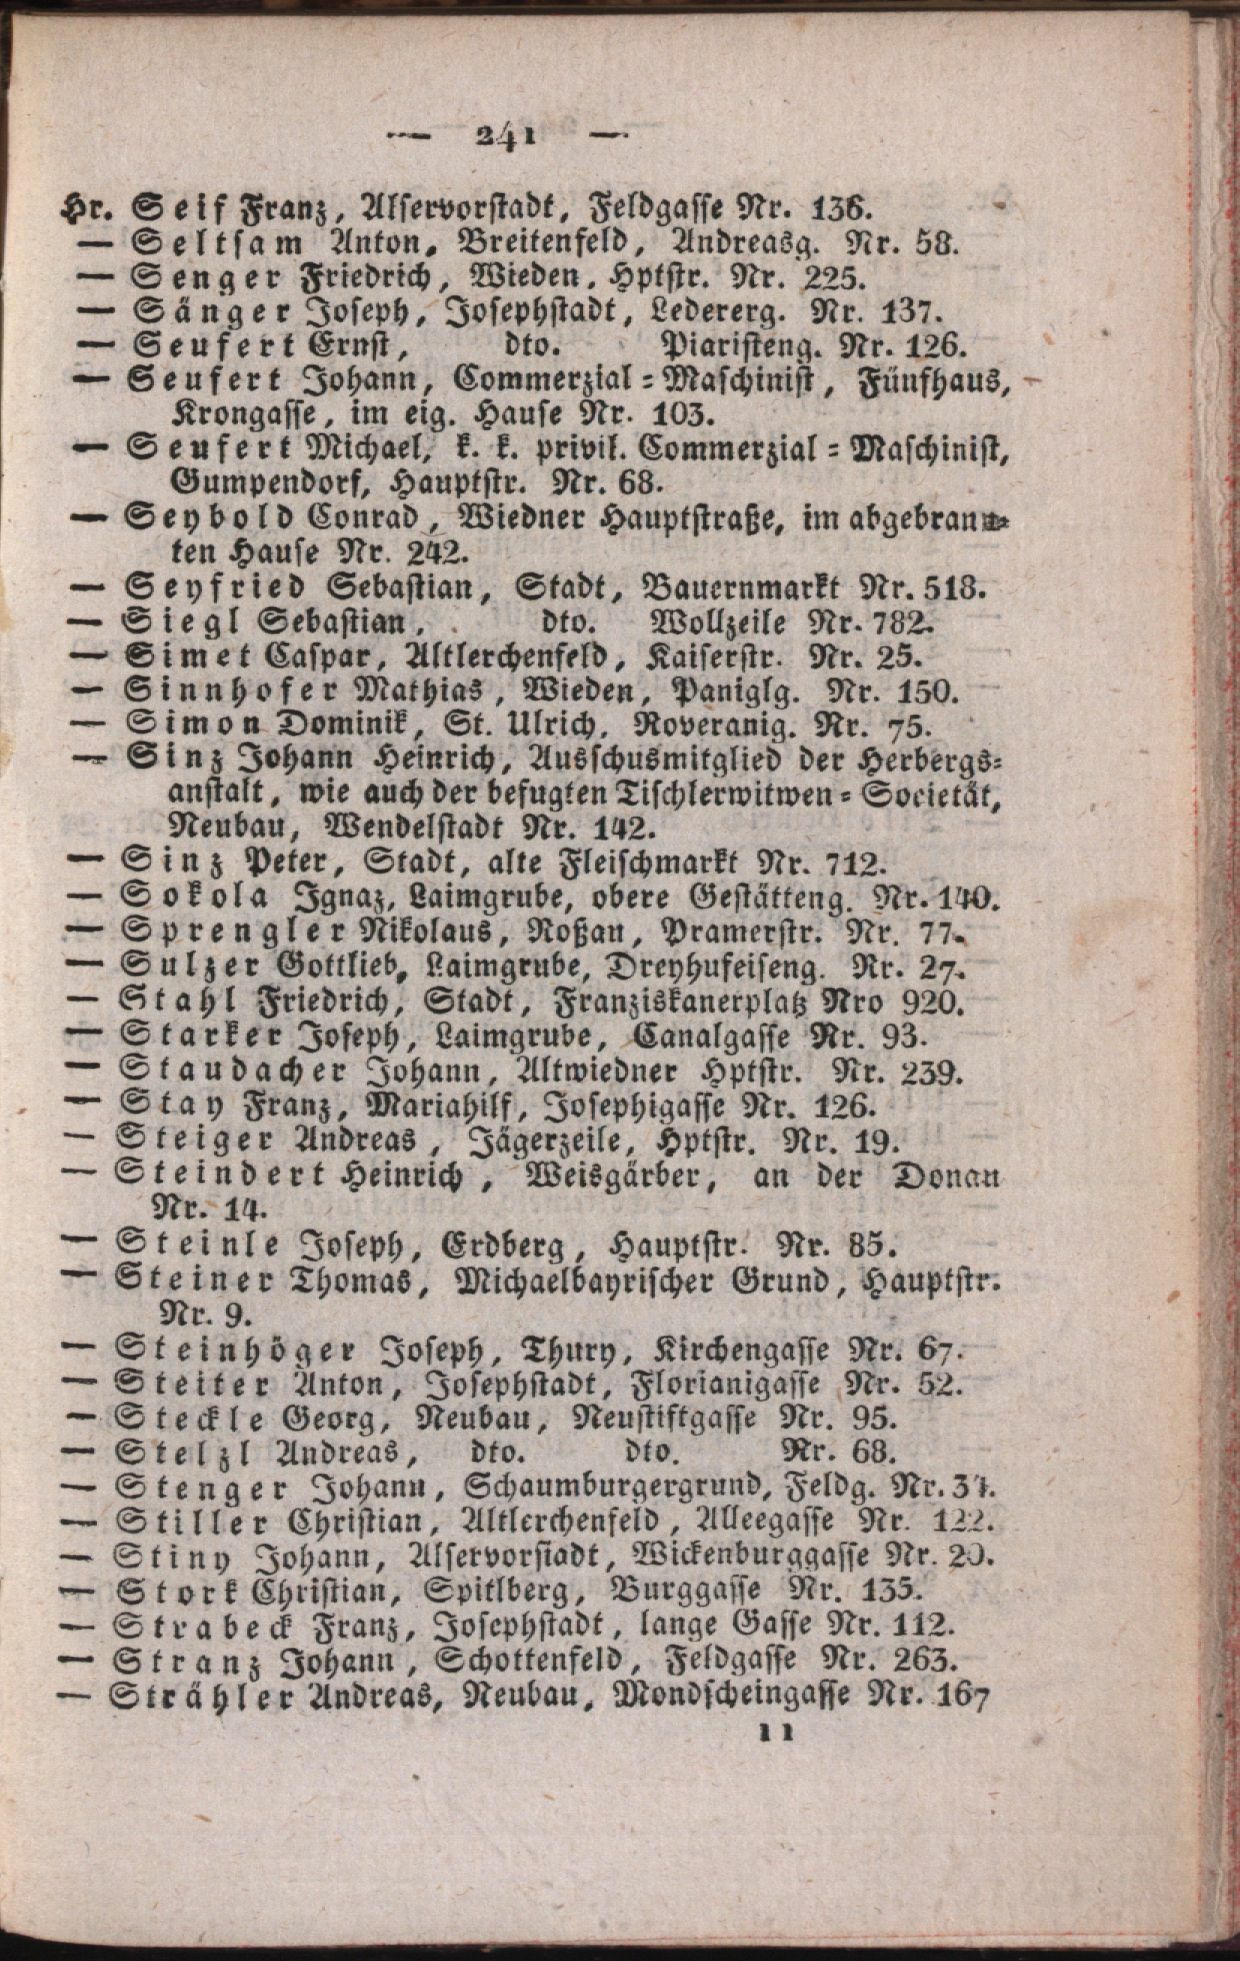 — 241 —
Hr. Seif Franz, Alservorstadt, Feldgasse Nr. 136.
— Seltsam Anton, Breitenfeld, Andreasg. Nr. 58.
— Senger Friedrich, Wieden, Hptstr. Nr. 225.
— Sänger Joseph, Josephstadt, Ledererg. Nr. 137.
— Seufert Ernst, dto. Piaristeng. Nr. 126.
— Seufert Johann, Commerzial-Maschinist, Fünfhaus,
Krongasse, im eig. Hause Nr. 103.
— Seufert Michael, k. k. privil. Commerzial-Maschinist,
Gumpendorf, Hauptstr. Nr. 68.
— Seybold Conrad, Wiedner Hauptstraße, im abgebrann-
ten Hause Nr. 242.
— Seyfried Sebastian, Stadt, Bauernmarkt Nr. 518.
— Siegl Sebastian, dto. Wollzeile Nr. 782.
— Simet Caspar, Altlerchenfeld, Kaiserstr. Nr. 25.
— Sinnhofer Mathias, Wieden, Paniglg. Nr. 150.
— Simon Dominik, St. Ulrich, Roveranig. Nr. 75.
— Sinz Johann Heinrich, Ausschusmitglied der Herbergs-
anstalt, wie auch der befugten Tischlerwitwen-Societät,
Neubau, Wendelstadt Nr. 142.
— Sinz Peter, Stadt, alte Fleischmarkt Nr. 712.
— Sokola Ignaz, Laimgrube, obere Gestätteng. Nr. 140.
— Sprengler Nikolaus, Roßau, Pramerstr. Nr. 77.
— Sulzer Gottlieb, Laimgrube, Dreyhufeiseng. Nr. 27.
— Stahl Friedrich, Stadt, Franziskanerplatz Nro 920.
— Starker Joseph, Laimgrube, Canalgasse Nr. 93.
— Staudacher Johann, Altwiedner Hptstr. Nr. 239.
— Stay Franz, Mariahilf, Josephigasse Nr. 126.
— Steiger Andreas, Jägerzeile, Hptstr. Nr. 19.
— Steindert Heinrich, Weisgärber, an der Donau
Nr. 14.
— Steinle Joseph, Erdberg, Hauptstr. Nr. 85.
— Steiner Thomas, Michaelbayrischer Grund, Hauptstr.
Nr. 9.
— Steinhöger Joseph, Thury, Kirchengasse Nr. 67.
— Steiter Anton, Josephstadt, Florianigasse Nr. 52.
— Steckle Georg, Neubau, Neustiftgasse Nr. 95.
— Stelzl Andreas, dto. dto. Nr. 68.
— Stenger Johann, Schaumburgergrund, Feldg. Nr. 34.
— Stiller Christian, Altlerchenfeld, Alleegasse Nr. 122.
— Stiny Johann, Alservorstadt, Wickenburggasse Nr. 20.
— Stork Christian, Spitlberg, Burggasse Nr. 135.
— Strabeck Franz, Josephstadt, lange Gasse Nr. 112.
— Stranz Johann, Schottenfeld, Feldgasse Nr. 263.
— Strähler Andreas, Neubau, Mondscheingasse Nr. 167
11